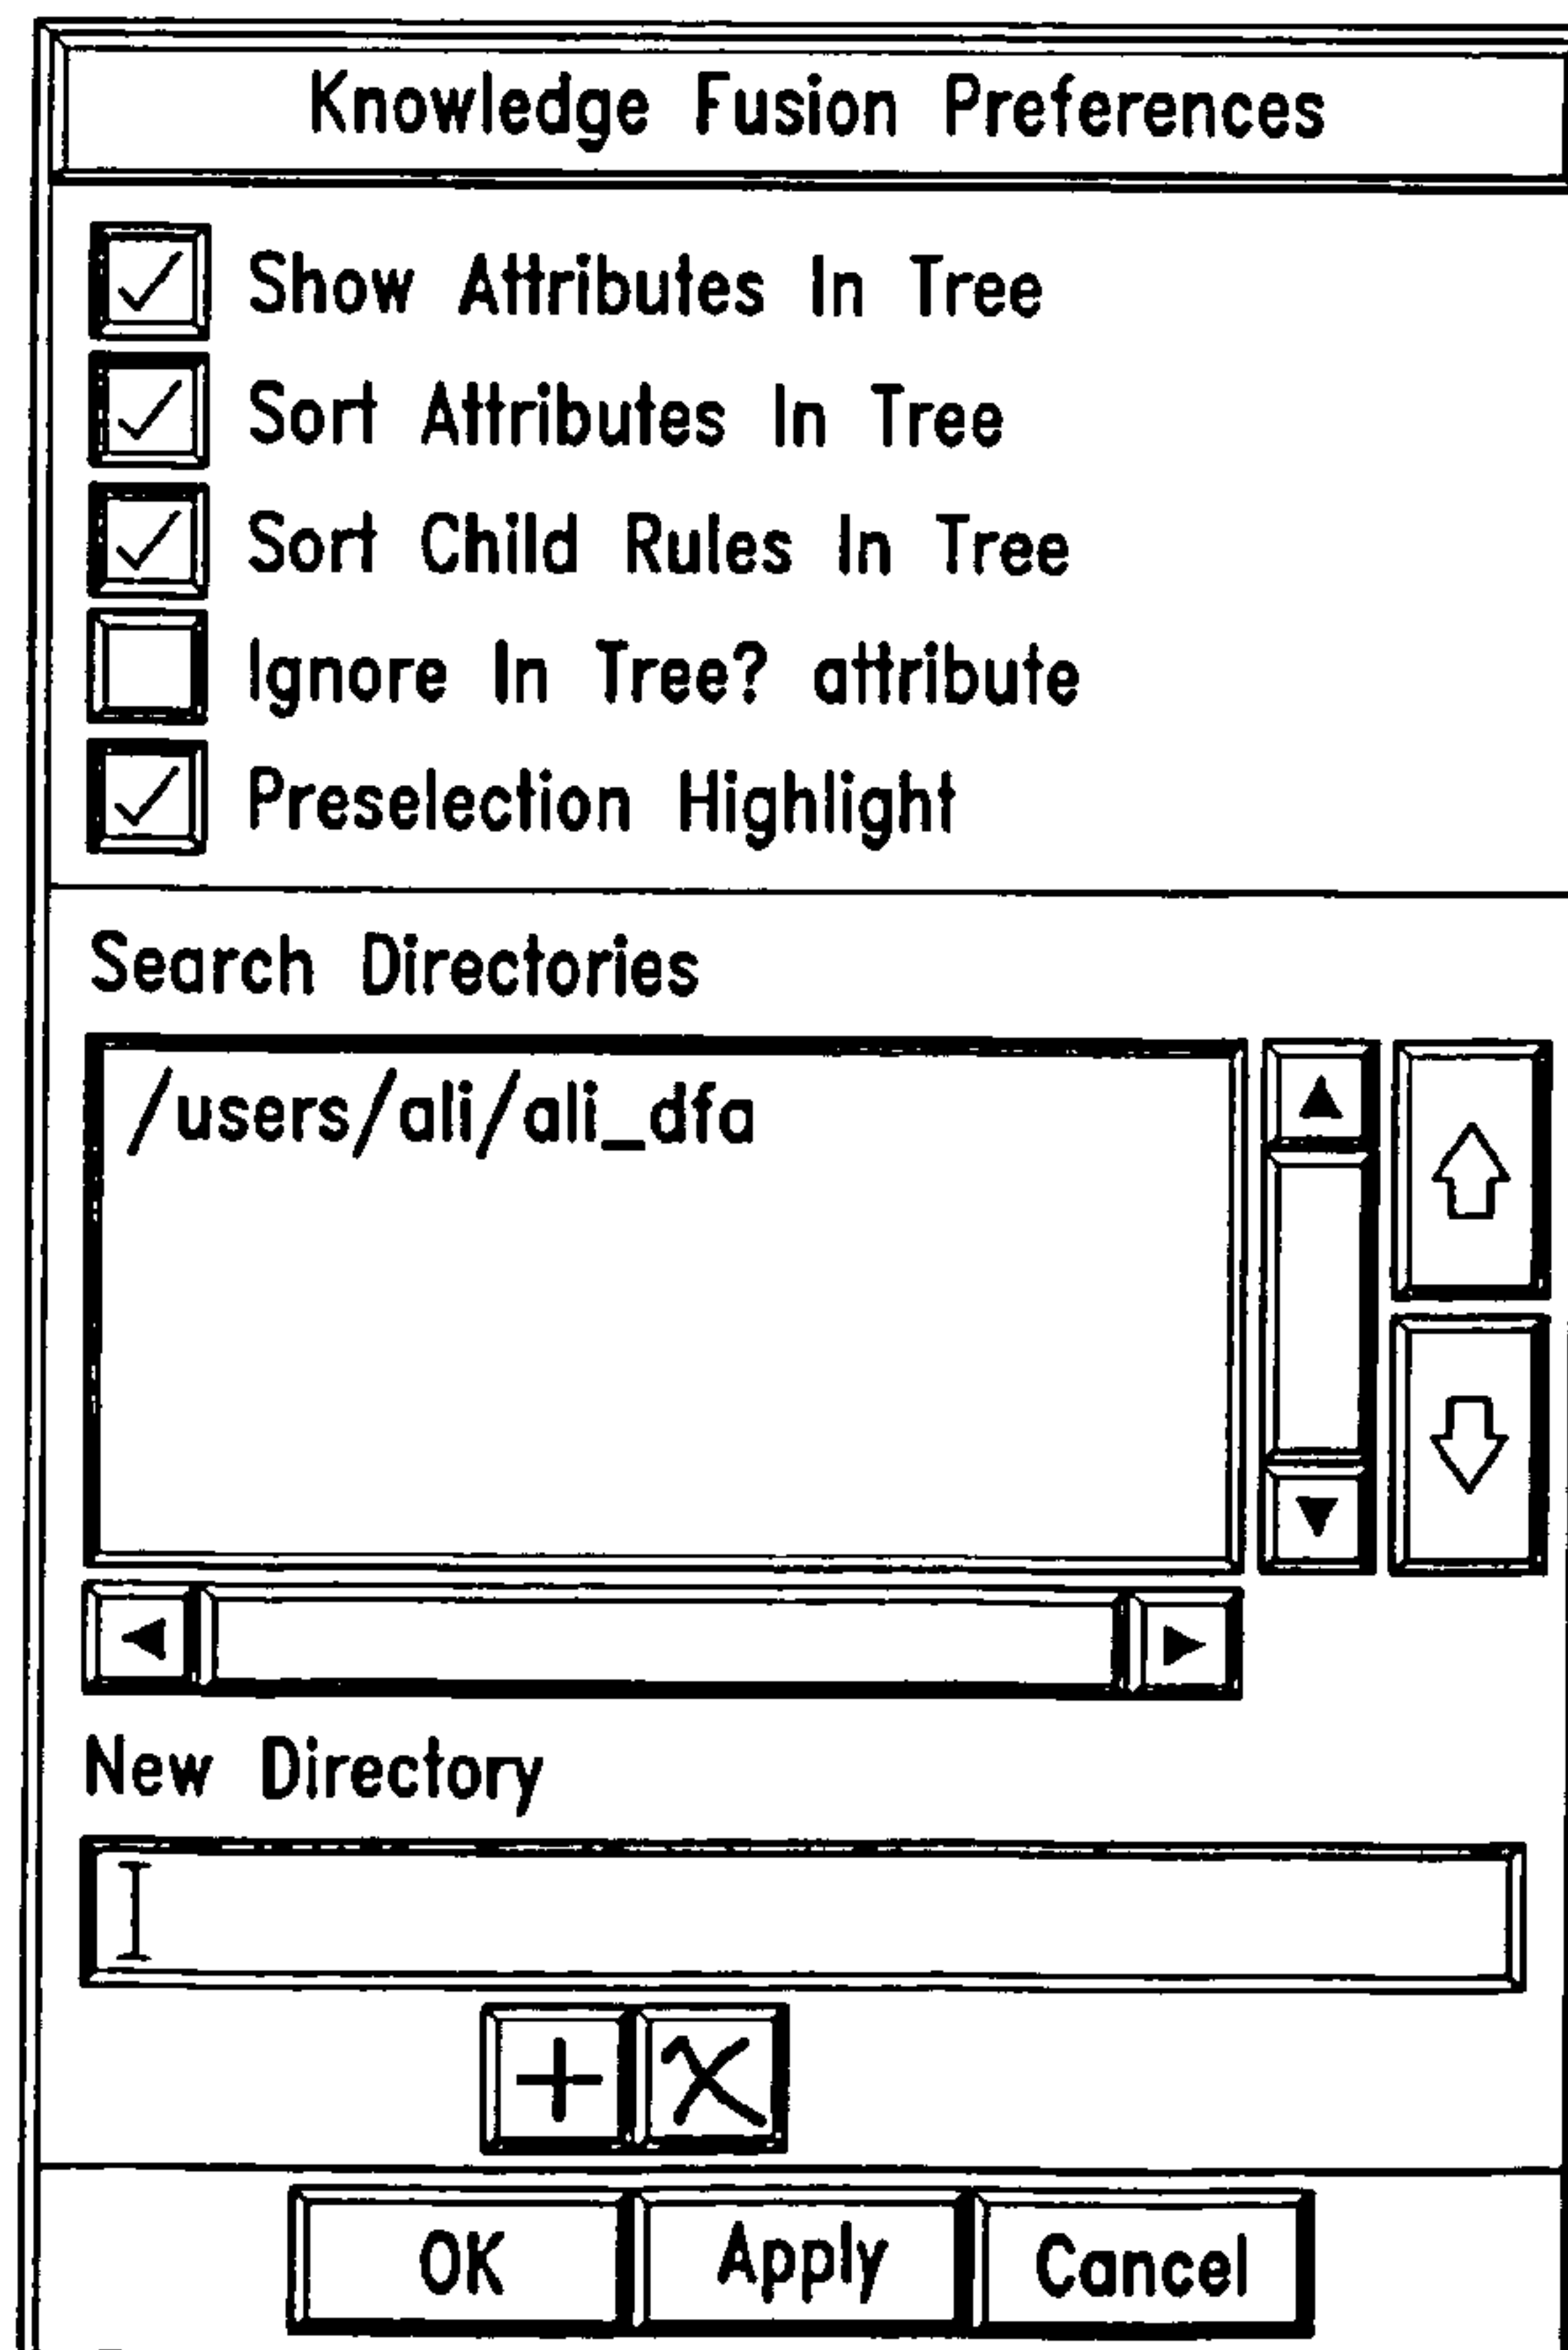 Knowledge Fusion Preferences
Show Attributes In Tree
Sort Attributes In Tree
Sort Child Rules In Tree
Ignore In Tree? attribute
Preselection Highlight
Search Directories
/users/ali/ali_dfa
New Directory
OK Apply Cancel